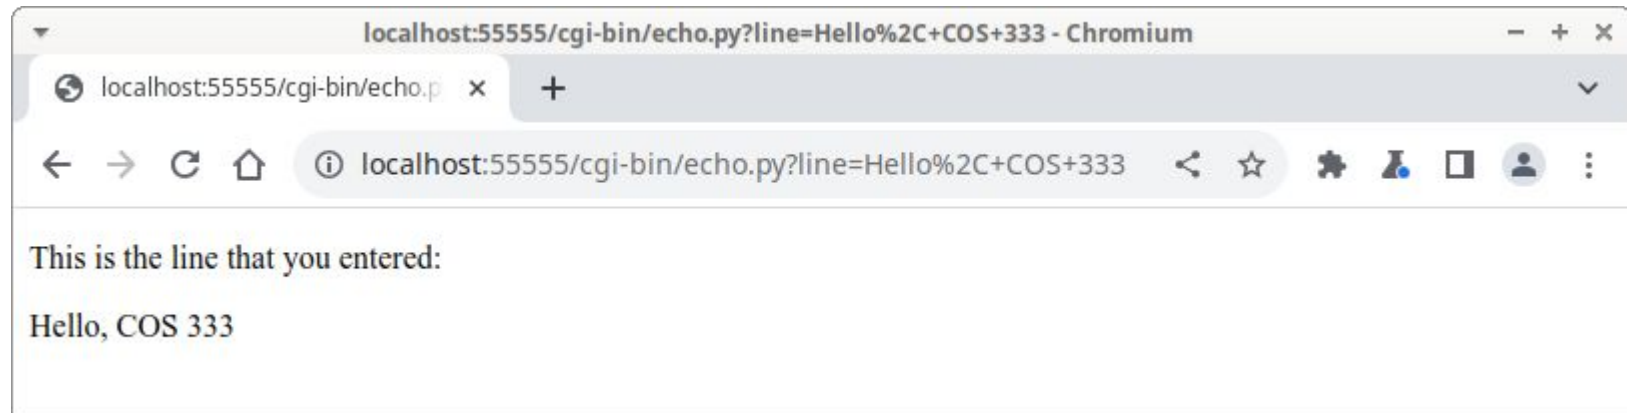 localhost:55555/cgi-bin/echo.py?line=Hello%2C+COS+333 - Chromium
localhost:55555/cgi-bin/echo.p
localhost:55555/cgi-bin/echo.py?line=Hello%2C+COS+333
This is the line that you entered:
Hello, COS 333